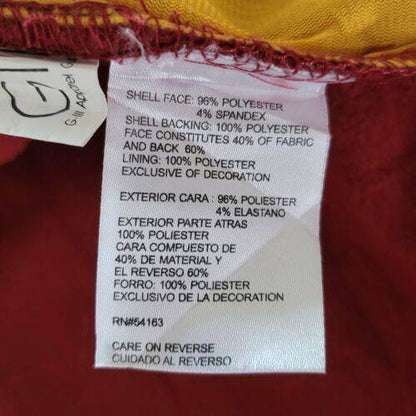 G-III Apparel
SHELL FACE: 96% POLYESTER
4% SPANDEX
SHELL BACKING: 100% POLYESTER
FACE CONSTITUTES 40% OF FABRIC
AND BACK 60%
LINING: 100% POLYESTER
EXCLUSIVE OF DECORATION
EXTERIOR CARA : 96% POLIESTER
4% ELASTANO
EXTERIOR PARTE ATRAS
100% POLIESTER
CARA COMPUESTO DE
40% DE MATERIAL Y
EL REVERSO 60%
FORRO: 100% POLIESTER
EXCLUSIVO DE LA DECORATION
RN#54163
CARE ON REVERSE
CUIDADO AL REVERSO